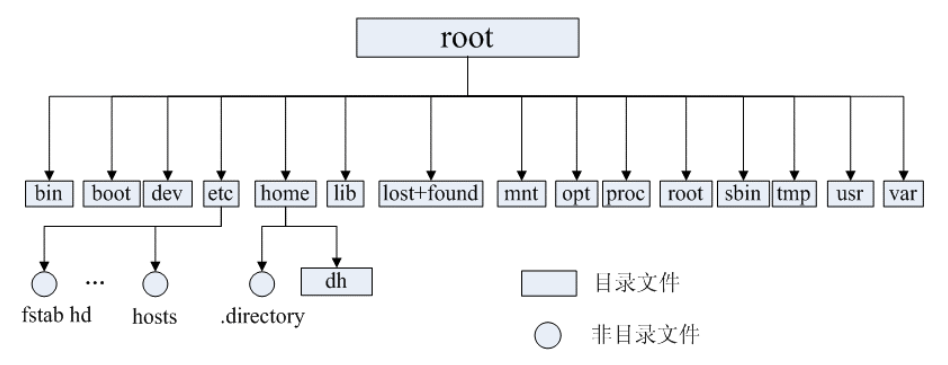 root
bin boot dev etc home lib lost+found mnt opt proc root sbin tmp usr var
... dh 目录文件
fstab hd hosts .directory 非目录文件